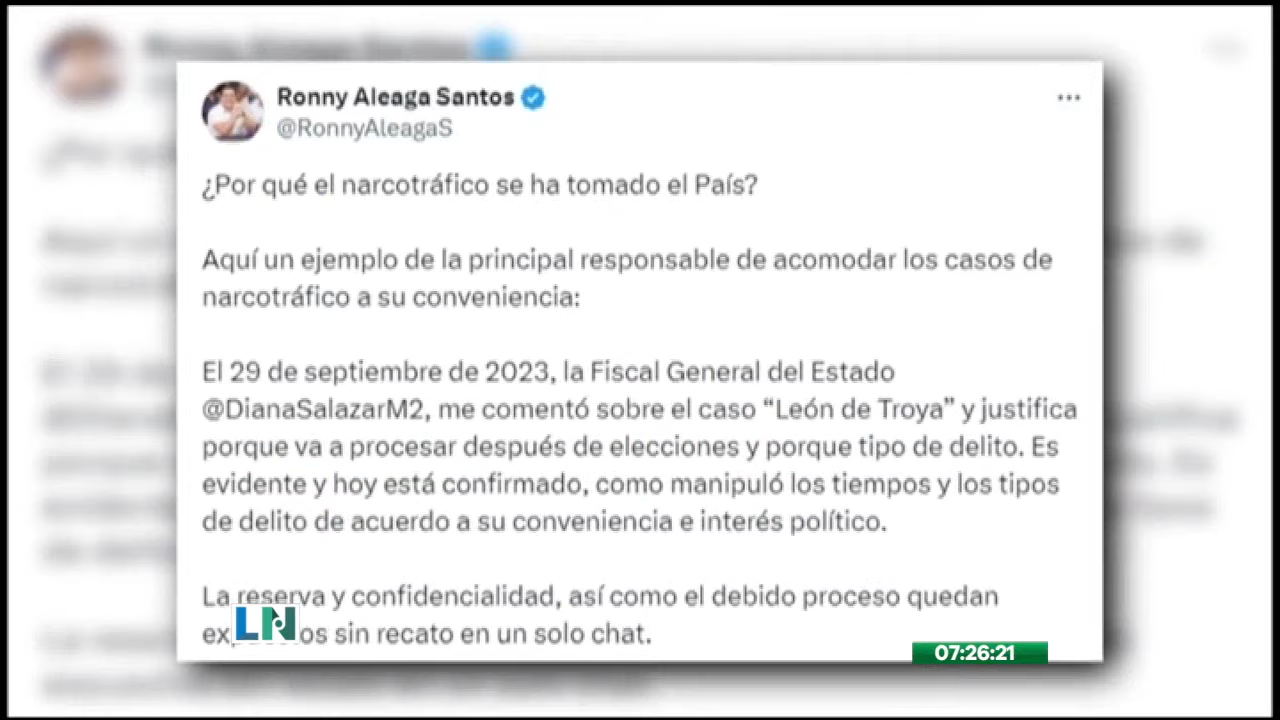 Ronny Aleaga Santos
@RonnyAleagaS
¿Por qué el narcotráfico se ha tomado el País?
Aquí un ejemplo de la principal responsable de acomodar los casos de
narcotráfico a su conveniencia:
El 29 de septiembre de 2023, la Fiscal General del Estado
@DianaSalazarM2, me comentó sobre el caso “León de Troya” y justifica
porque va a procesar después de elecciones y porque tipo de delito. Es
evidente y hoy está confirmado, como manipuló los tiempos y los tipos
de delito de acuerdo a su conveniencia e interés político.
La reserva y confidencialidad, así como el debido proceso quedan
sin recato en un solo chat.
LN
07:26:21